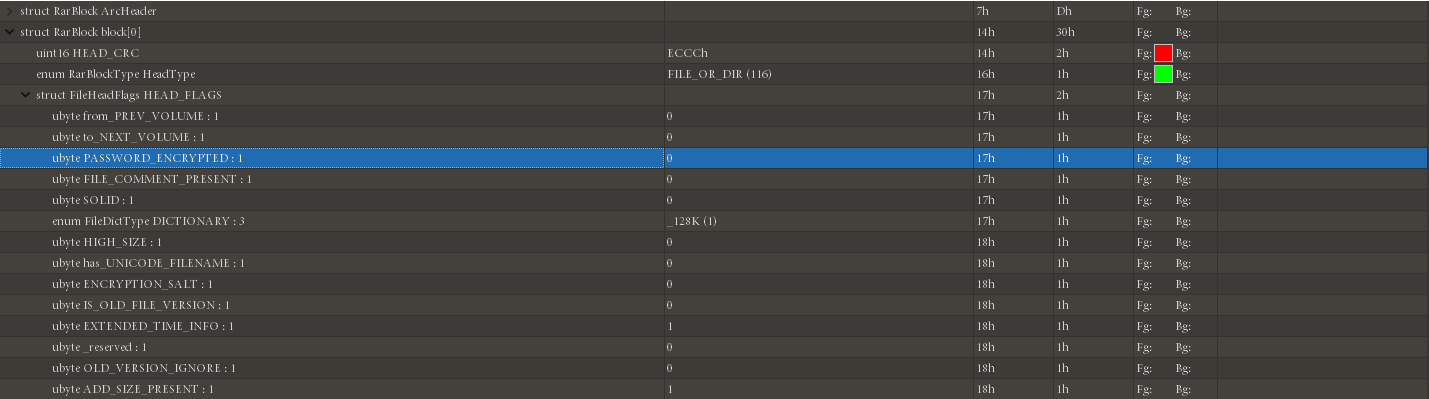 struct RarBlock ArcHeader 7h Dh Fg: Bg:
struct RarBlock block[0] 14h 30h Fg: Bg:
uint16 HEAD_CRC ECCCh 14h 2h Fg: Bg:
enum RarBlockType HeadType FILE_OR_DIR (116) 16h 1h Fg: Bg:
struct FileHeadFlags HEAD_FLAGS 17h 2h Fg: Bg:
ubyte from_PREV_VOLUME : 1 0 17h 1h Fg: Bg:
ubyte to_NEXT_VOLUME : 1 0 17h 1h Fg: Bg:
ubyte PASSWORD_ENCRYPTED : 1 0 17h 1h Fg: Bg:
ubyte FILE_COMMENT_PRESENT : 1 0 17h 1h Fg: Bg:
ubyte SOLID : 1 0 17h 1h Fg: Bg:
enum FileDictType DICTIONARY : 3 _128K (1) 17h 1h Fg: Bg:
ubyte HIGH_SIZE : 1 0 18h 1h Fg: Bg:
ubyte has_UNICODE_FILENAME : 1 0 18h 1h Fg: Bg:
ubyte ENCRYPTION_SALT : 1 0 18h 1h Fg: Bg:
ubyte IS_OLD_FILE_VERSION : 1 0 18h 1h Fg: Bg:
ubyte EXTENDED_TIME_INFO : 1 1 18h 1h Fg: Bg:
ubyte _reserved : 1 0 18h 1h Fg: Bg:
ubyte OLD_VERSION_IGNORE : 1 0 18h 1h Fg: Bg:
ubyte ADD_SIZE_PRESENT : 1 1 18h 1h Fg: Bg: